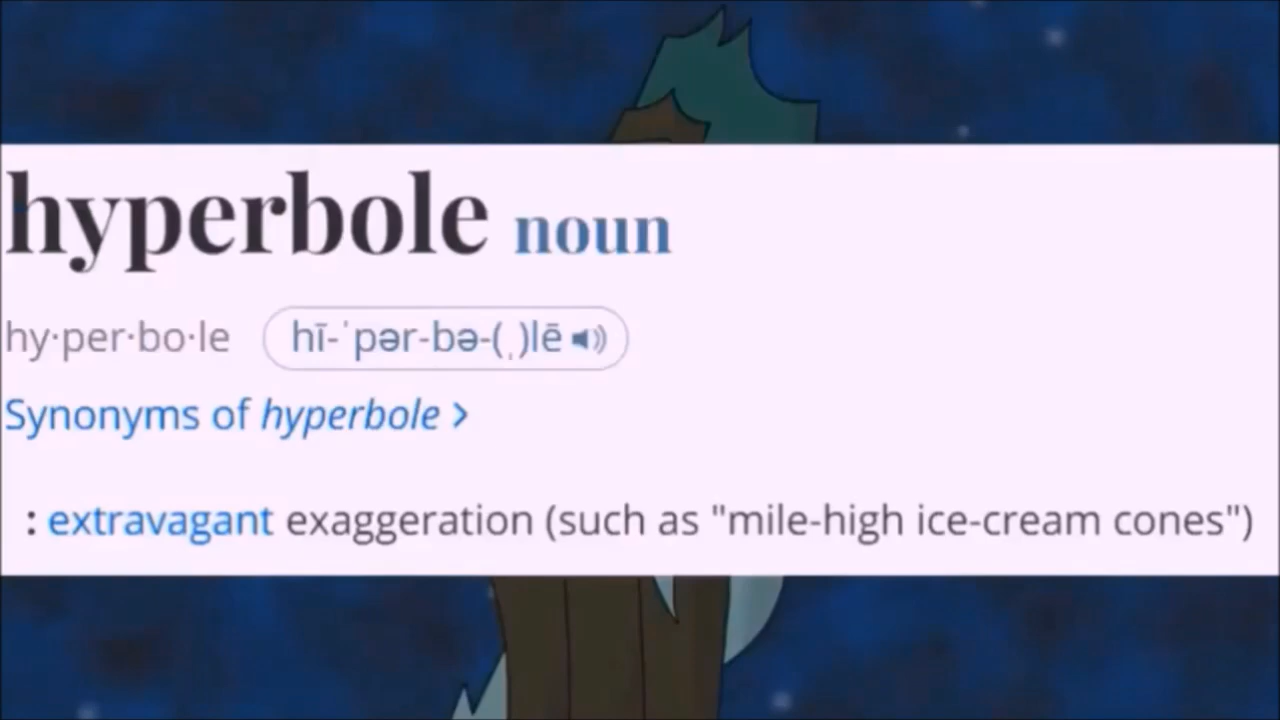 hyperbole noun
hy·per·bo·le hī-ˈpər-bə-(ˌ)lē
Synonyms of hyperbole >
: extravagant exaggeration (such as "mile-high ice-cream cones")